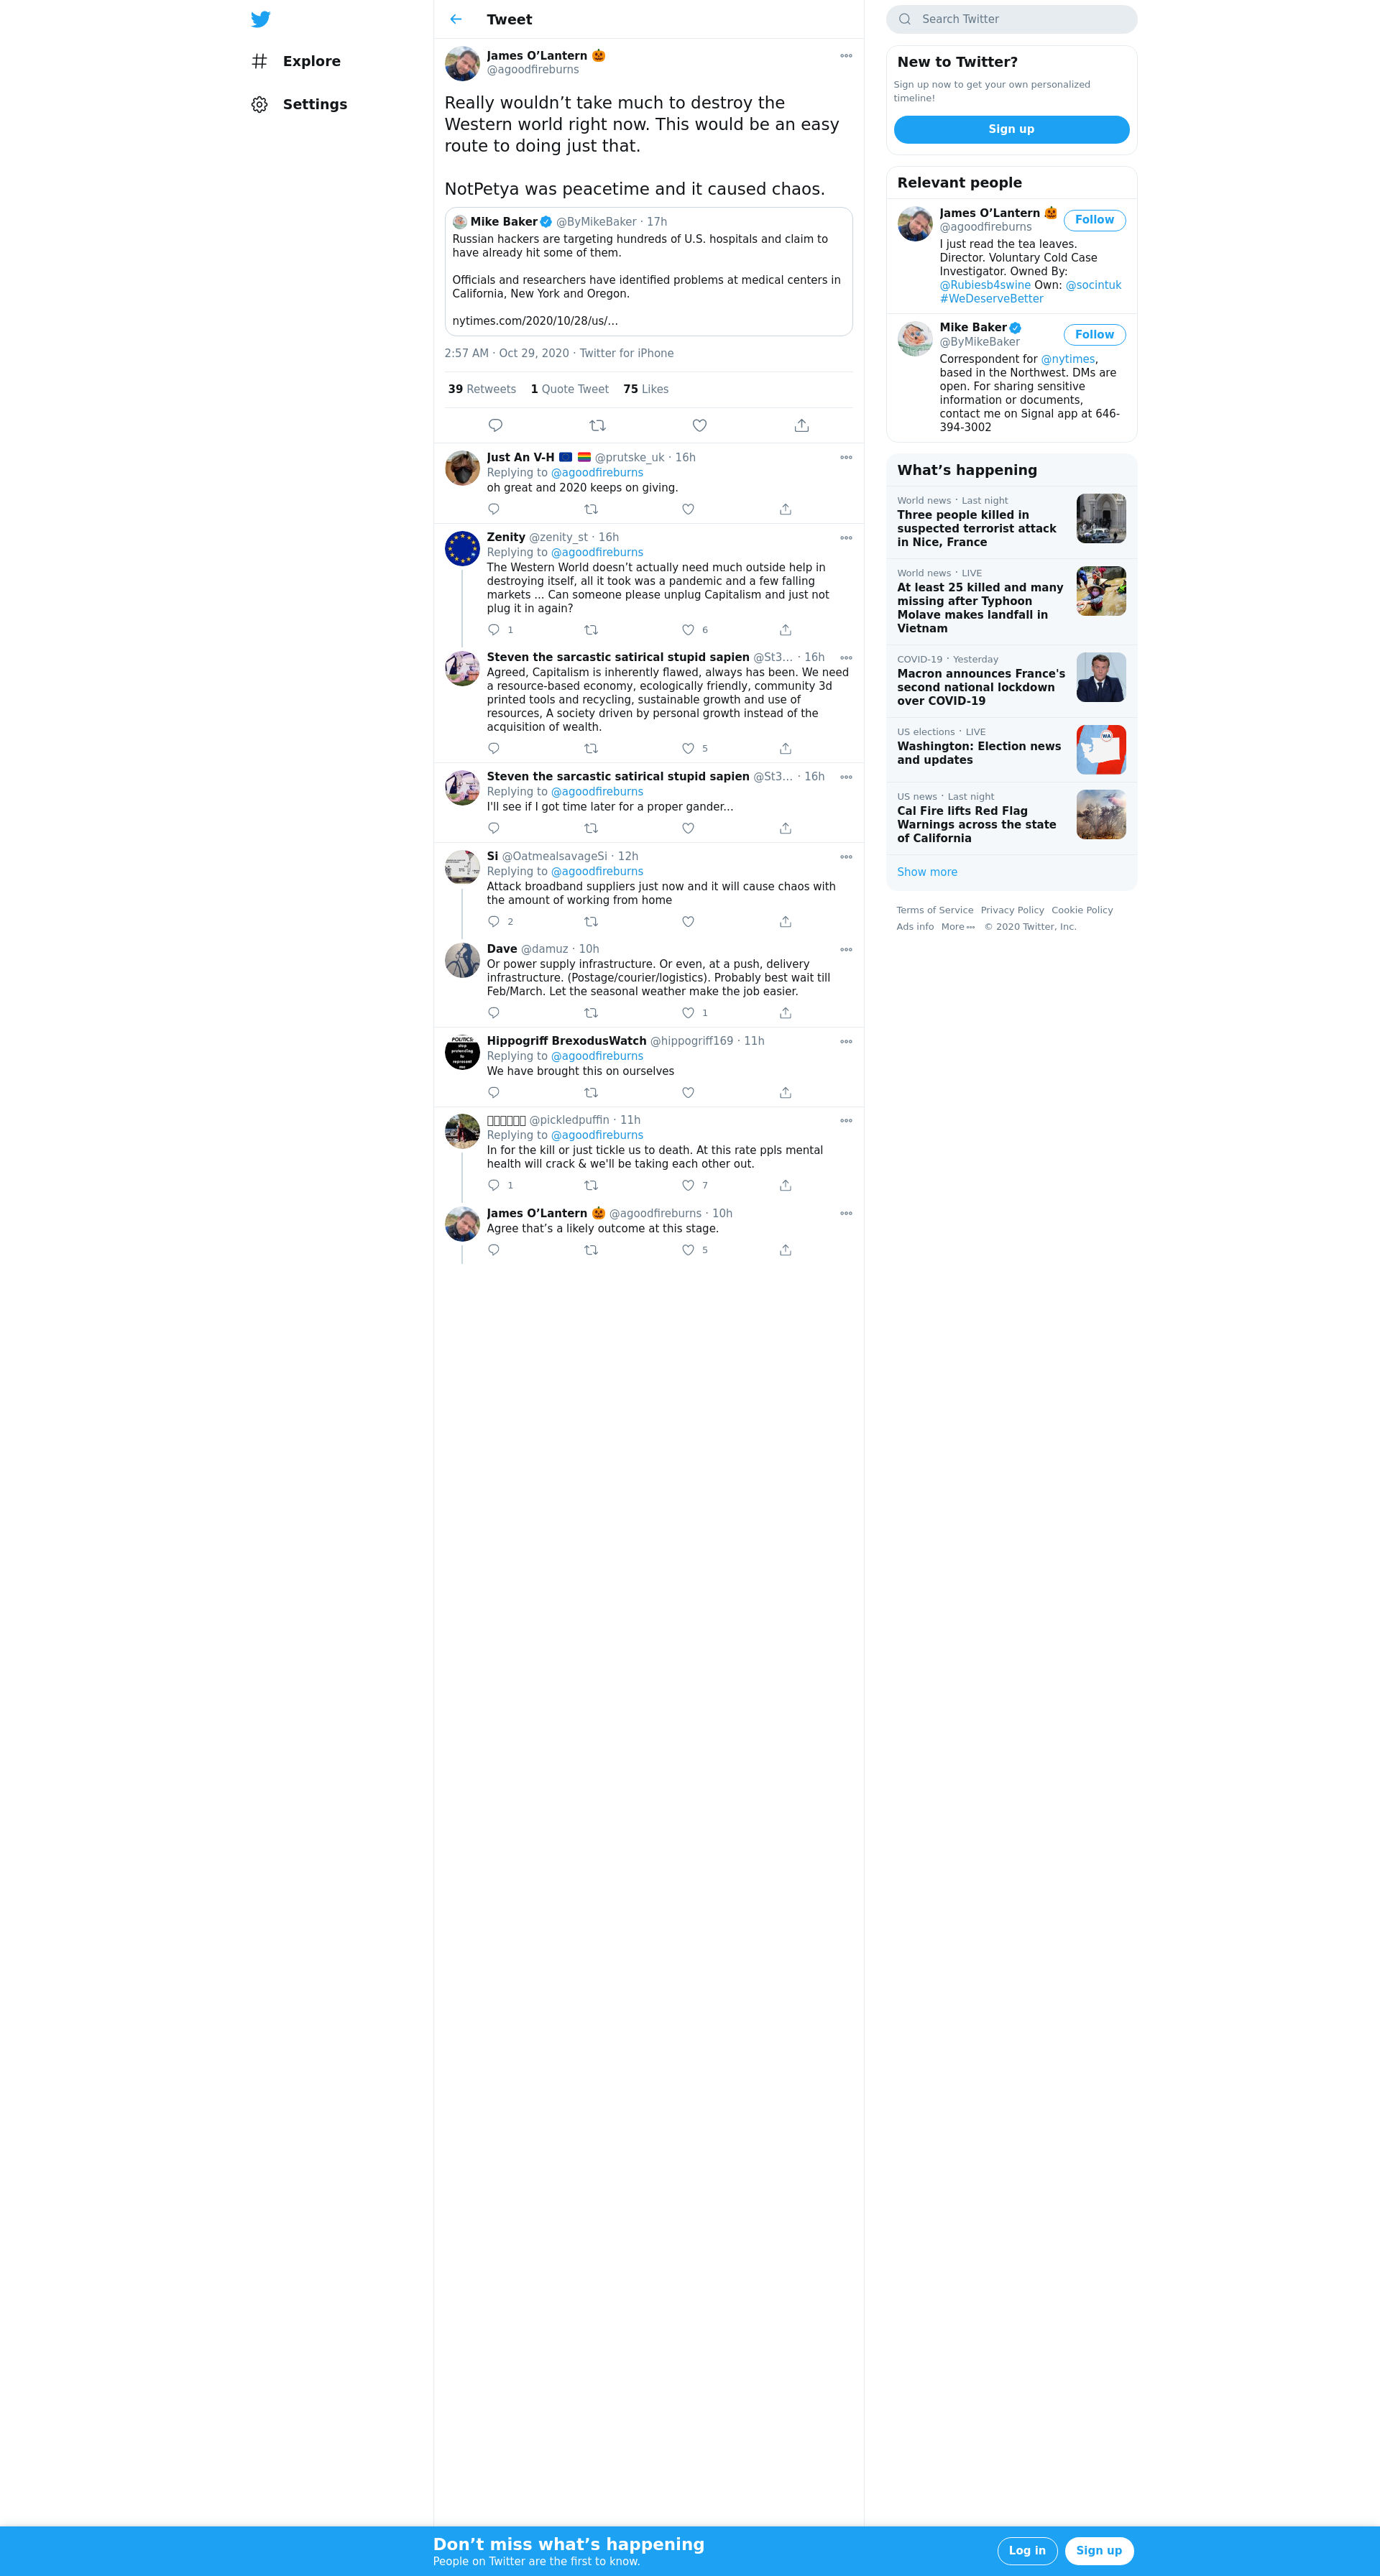 Explore
Settings
Tweet
James O’Lantern 🎃
@agoodfireburns
Really wouldn’t take much to destroy the
Western world right now. This would be an easy
route to doing just that.
NotPetya was peacetime and it caused chaos.
Mike Baker @ByMikeBaker · 17h
Russian hackers are targeting hundreds of U.S. hospitals and claim to
have already hit some of them.
Officials and researchers have identified problems at medical centers in
California, New York and Oregon.
nytimes.com/2020/10/28/us/…
2:57 AM · Oct 29, 2020 · Twitter for iPhone
39 Retweets 1 Quote Tweet 75 Likes
Just An V-H 🇪🇺 🏳️‍🌈 @prutske_uk · 16h
Replying to @agoodfireburns
oh great and 2020 keeps on giving.
Zenity @zenity_st · 16h
Replying to @agoodfireburns
The Western World doesn’t actually need much outside help in
destroying itself, all it took was a pandemic and a few falling
markets ... Can someone please unplug Capitalism and just not
plug it in again?
1 6
Steven the sarcastic satirical stupid sapien @St3… · 16h
Agreed, Capitalism is inherently flawed, always has been. We need
a resource-based economy, ecologically friendly, community 3d
printed tools and recycling, sustainable growth and use of
resources, A society driven by personal growth instead of the
acquisition of wealth.
5
Steven the sarcastic satirical stupid sapien @St3… · 16h
Replying to @agoodfireburns
I'll see if I got time later for a proper gander...
Si @OatmealsavageSi · 12h
Replying to @agoodfireburns
Attack broadband suppliers just now and it will cause chaos with
the amount of working from home
2
Dave @damuz · 10h
Or power supply infrastructure. Or even, at a push, delivery
infrastructure. (Postage/courier/logistics). Probably best wait till
Feb/March. Let the seasonal weather make the job easier.
1
Hippogriff BrexodusWatch @hippogriff169 · 11h
Replying to @agoodfireburns
We have brought this on ourselves
@pickledpuffin · 11h
Replying to @agoodfireburns
In for the kill or just tickle us to death. At this rate ppls mental
health will crack & we'll be taking each other out.
1 7
James O’Lantern 🎃 @agoodfireburns · 10h
Agree that’s a likely outcome at this stage.
5
Search Twitter
New to Twitter?
Sign up now to get your own personalized
timeline!
Sign up
Relevant people
James O’Lantern 🎃
@agoodfireburns
Follow
I just read the tea leaves.
Director. Voluntary Cold Case
Investigator. Owned By:
@Rubiesb4swine Own: @socintuk
#WeDeserveBetter
Mike Baker
@ByMikeBaker
Follow
Correspondent for @nytimes,
based in the Northwest. DMs are
open. For sharing sensitive
information or documents,
contact me on Signal app at 646-
394-3002
What’s happening
World news · Last night
Three people killed in
suspected terrorist attack
in Nice, France
World news · LIVE
At least 25 killed and many
missing after Typhoon
Molave makes landfall in
Vietnam
COVID-19 · Yesterday
Macron announces France's
second national lockdown
over COVID-19
US elections · LIVE
Washington: Election news
and updates
WA
US news · Last night
Cal Fire lifts Red Flag
Warnings across the state
of California
Show more
Terms of Service Privacy Policy Cookie Policy
Ads info More © 2020 Twitter, Inc.
Don’t miss what’s happening
People on Twitter are the first to know.
Log in
Sign up